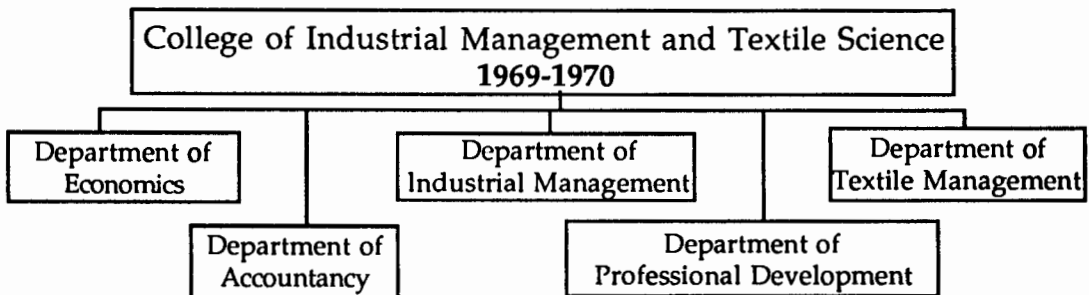 College of Industrial Management and Textile Science
1969-1970
Department of
Economics
Department of
Accountancy
Department of
Industrial Management
Department of
Professional Development
Department of
Textile Management